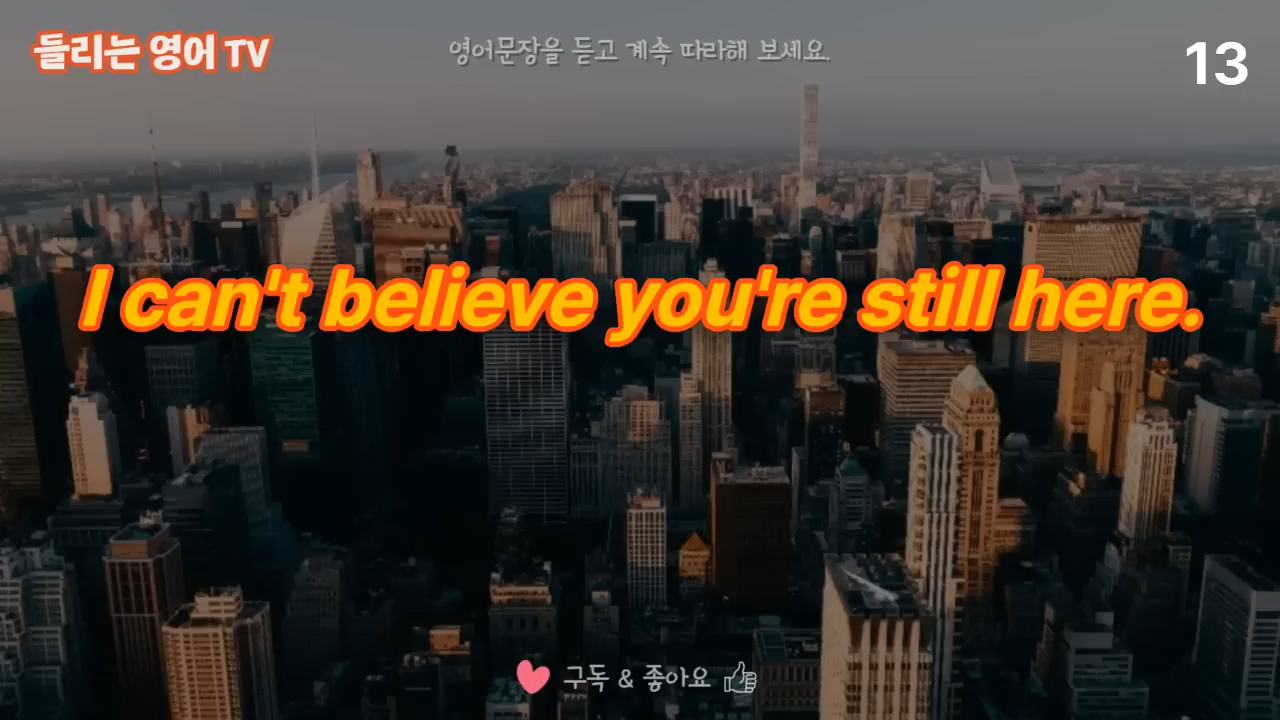 들리는 영어 TV
영어문장을 듣고 계속 따라해 보세요.
13
I can't believe you're still here.
구독 & 좋아요